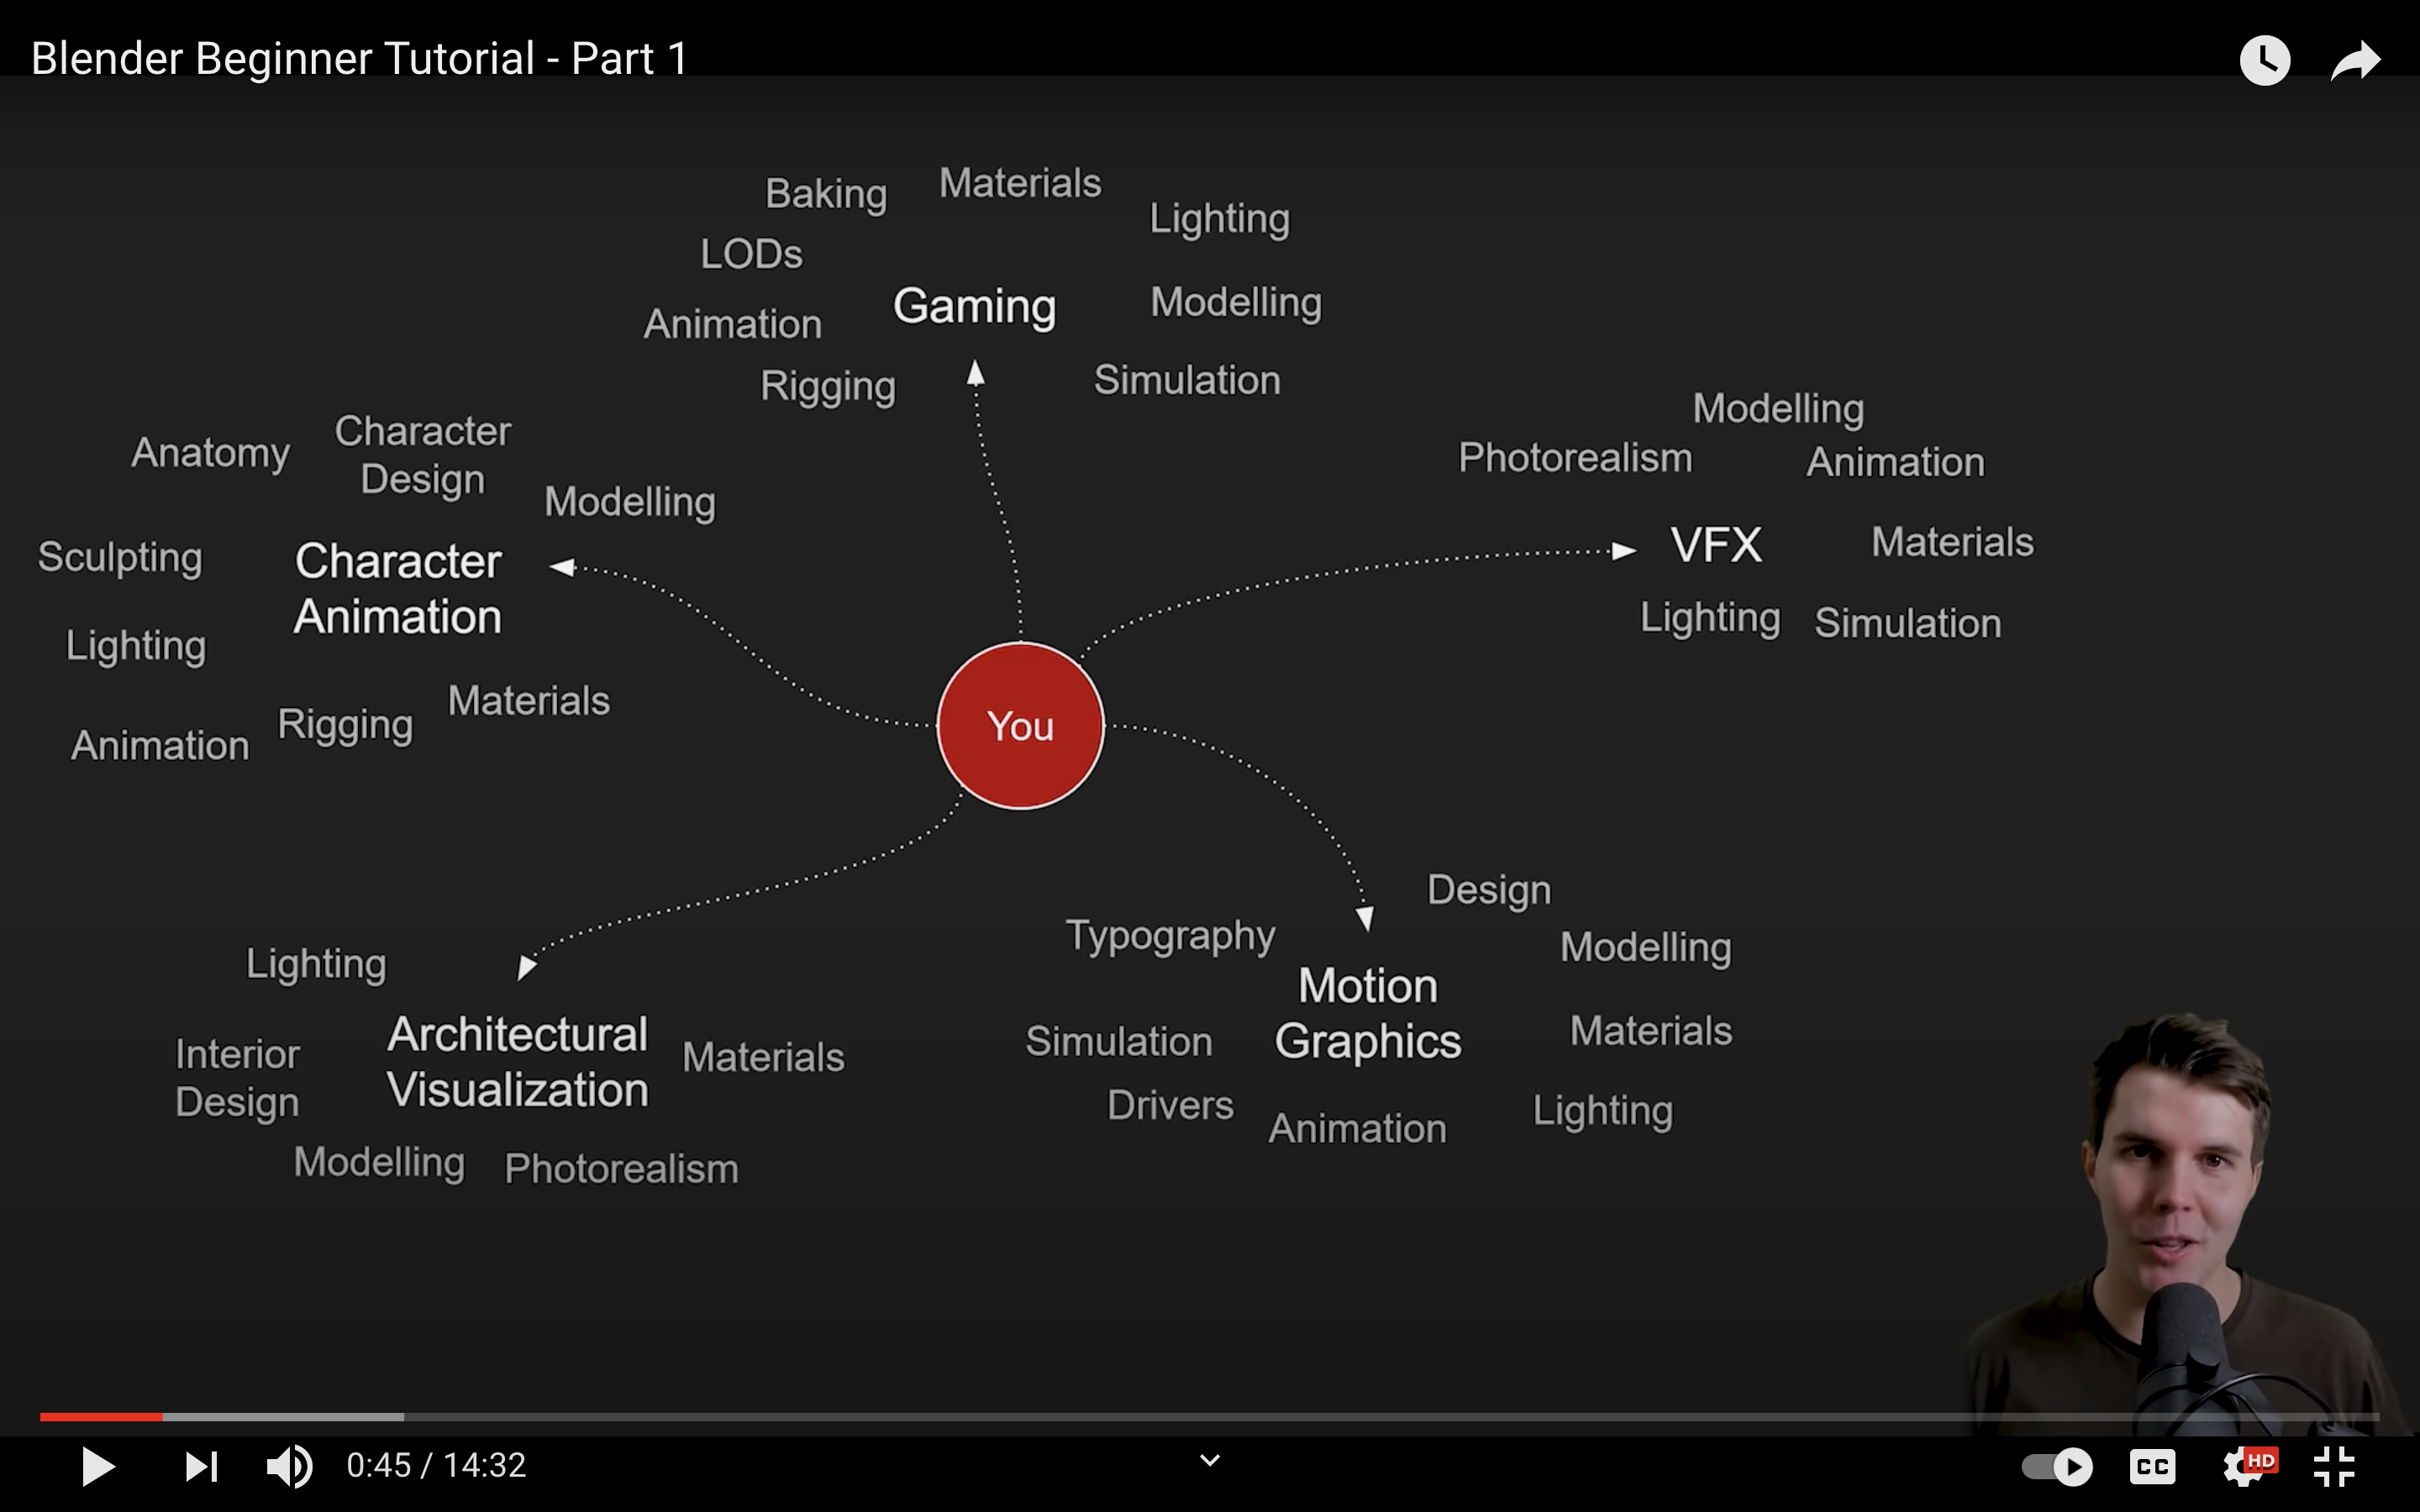 Blender Beginner Tutorial - Part 1
Baking
Materials
Lighting
LODs
Gaming
Modelling
Animation
Rigging
Simulation
Anatomy
Character
Design
Modelling
Sculpting
Character
Animation
Lighting
Materials
Rigging
Animation
Modelling
Photorealism
Animation
VFX
Materials
Lighting
Simulation
You
Lighting
Architectural
Visualization
Interior
Design
Materials
Modelling
Photorealism
Design
Typography
Modelling
Motion
Graphics
Simulation
Materials
Drivers
Animation
Lighting
0:45 / 14:32
CC
HD